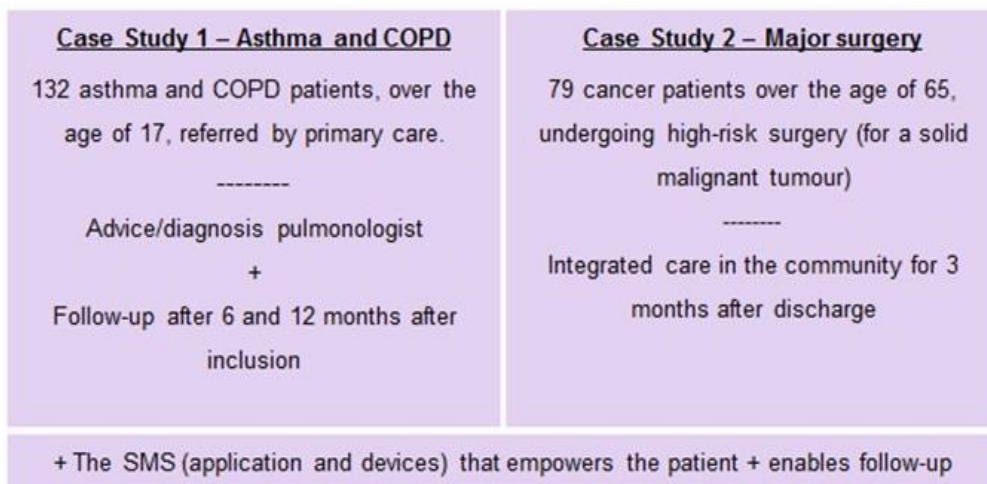 Case Study 1 – Asthma and COPD
132 asthma and COPD patients, over the
age of 17, referred by primary care.
--------
Advice/diagnosis pulmonologist
+
Follow-up after 6 and 12 months after
inclusion
Case Study 2 – Major surgery
79 cancer patients over the age of 65,
undergoing high-risk surgery (for a solid
malignant tumour)
--------
Integrated care in the community for 3
months after discharge
+ The SMS (application and devices) that empowers the patient + enables follow-up